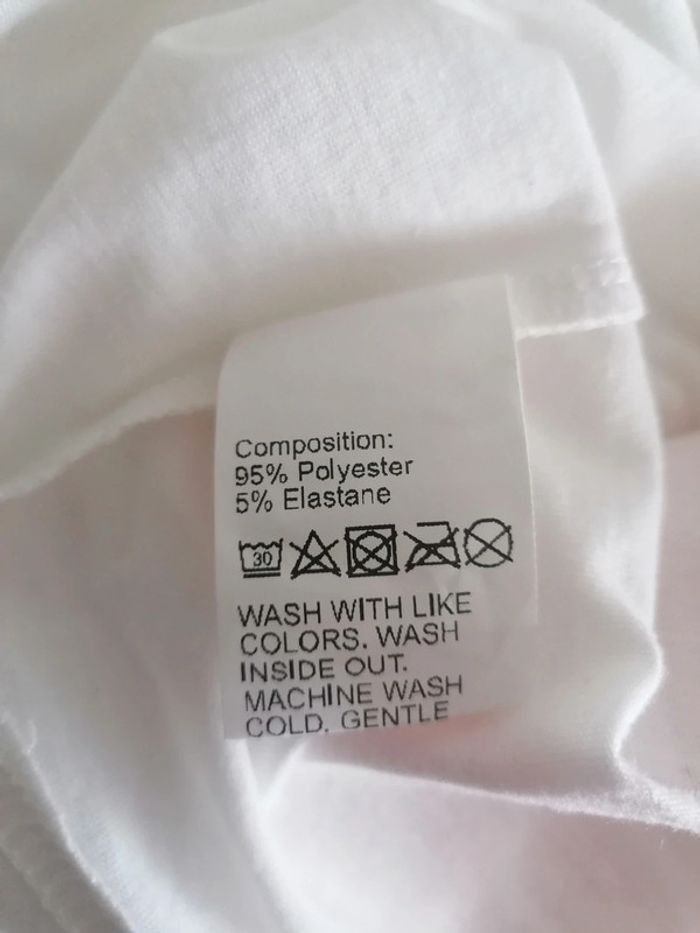 Composition:
95% Polyester
5% Elastane
30
WASH WITH LIKE
COLORS. WASH
INSIDE OUT.
MACHINE WASH
COLD. GENTLE